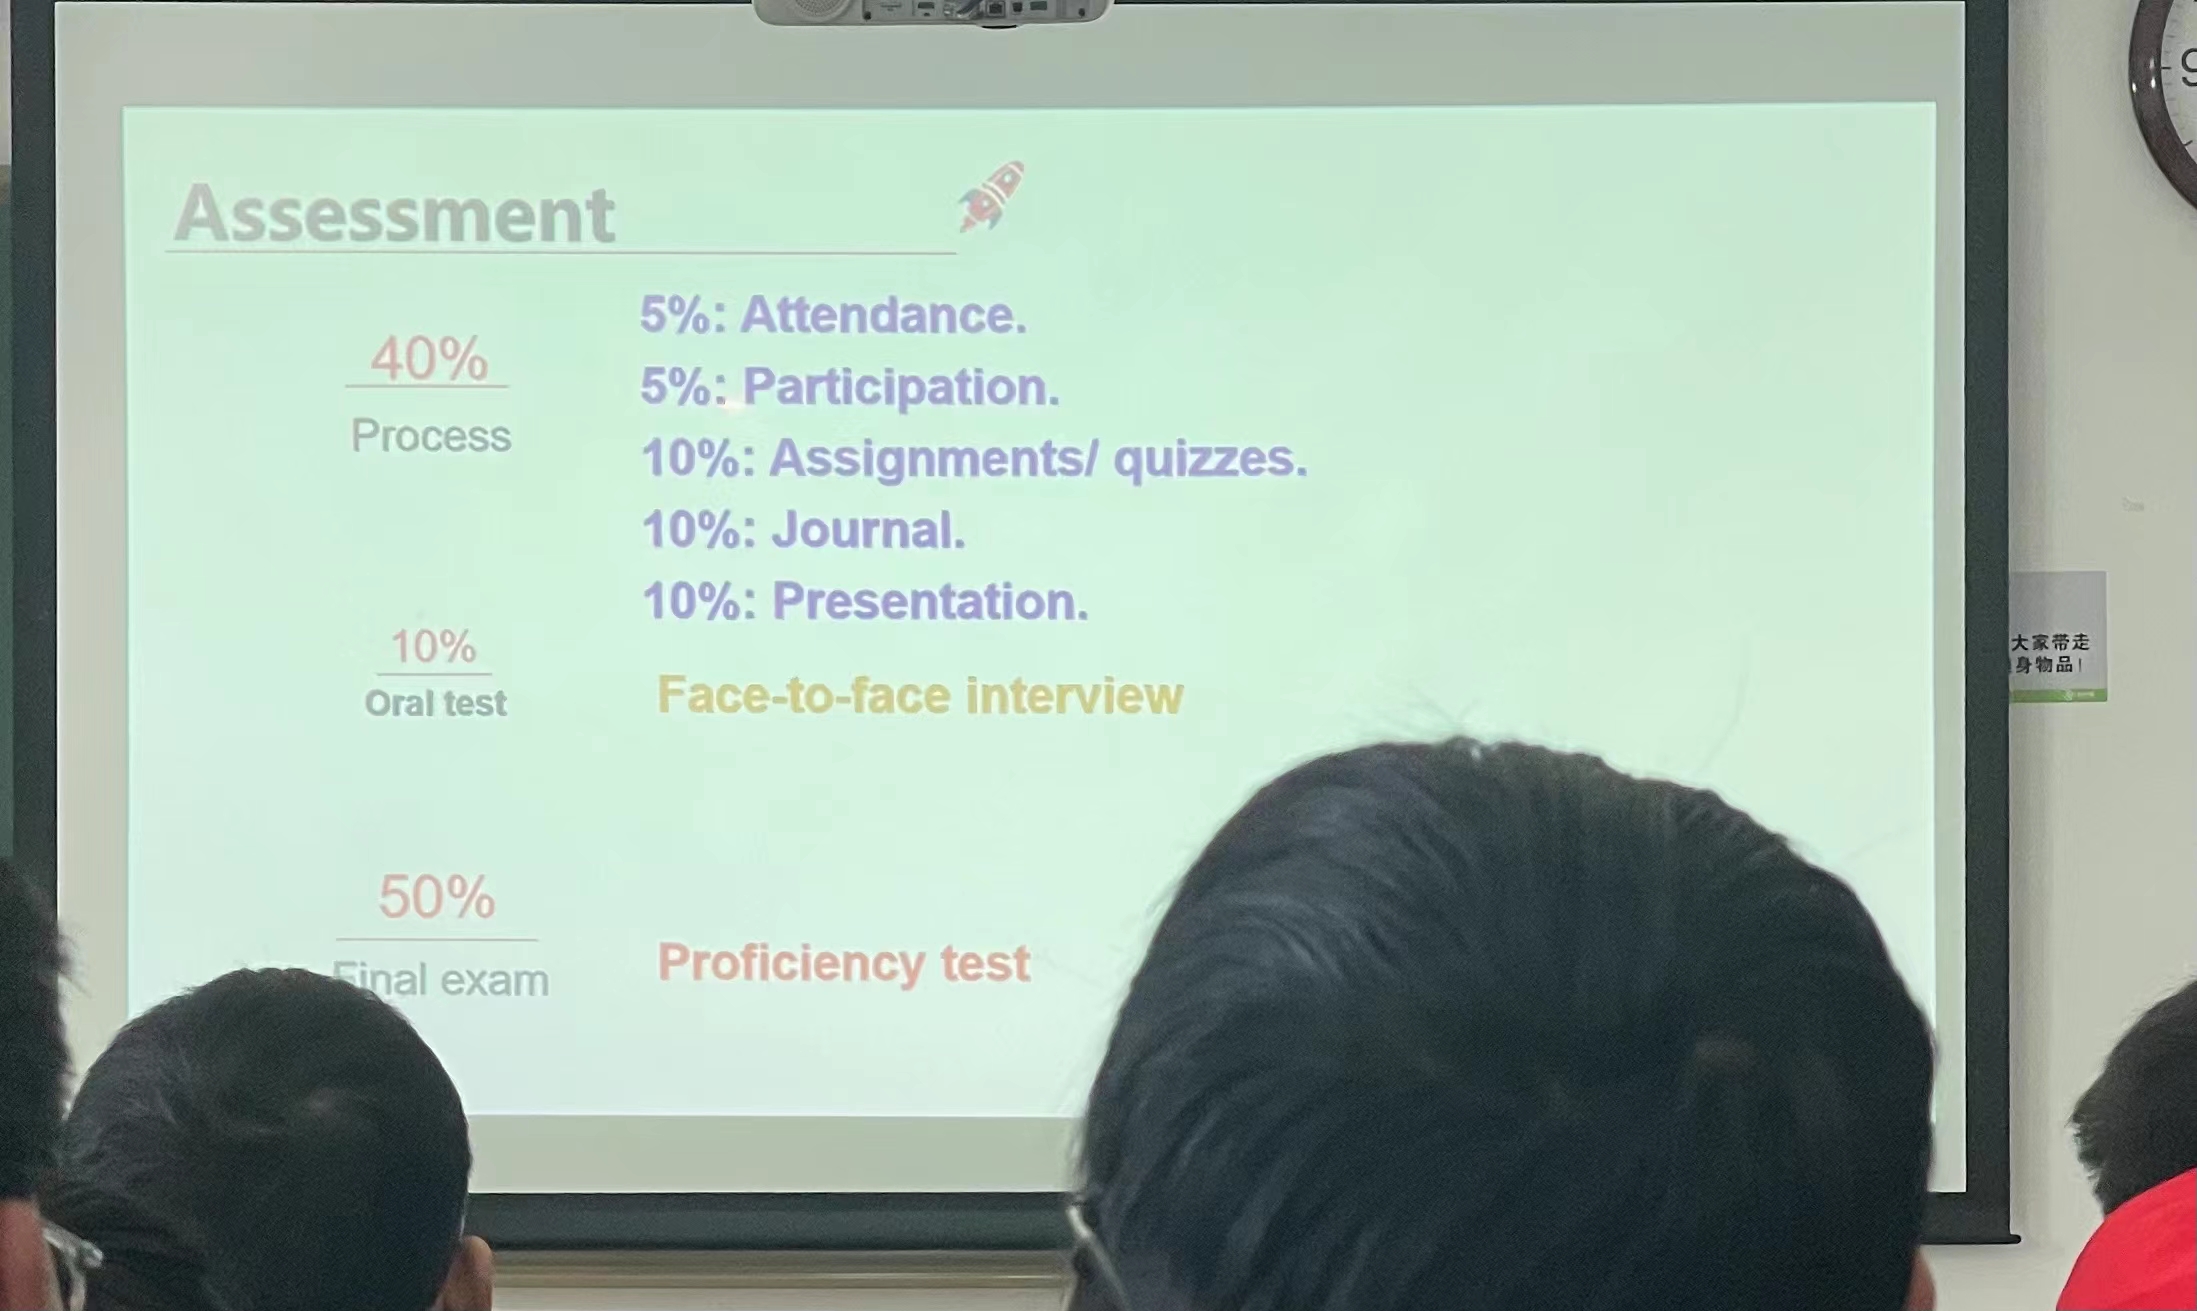 Assessment
40%
Process
5%: Attendance.
5%: Participation.
10%: Assignments/ quizzes.
10%: Journal.
10%: Presentation.
10%
Oral test
Face-to-face interview
50%
Final exam
Proficiency test
大家带走
身物品!
9